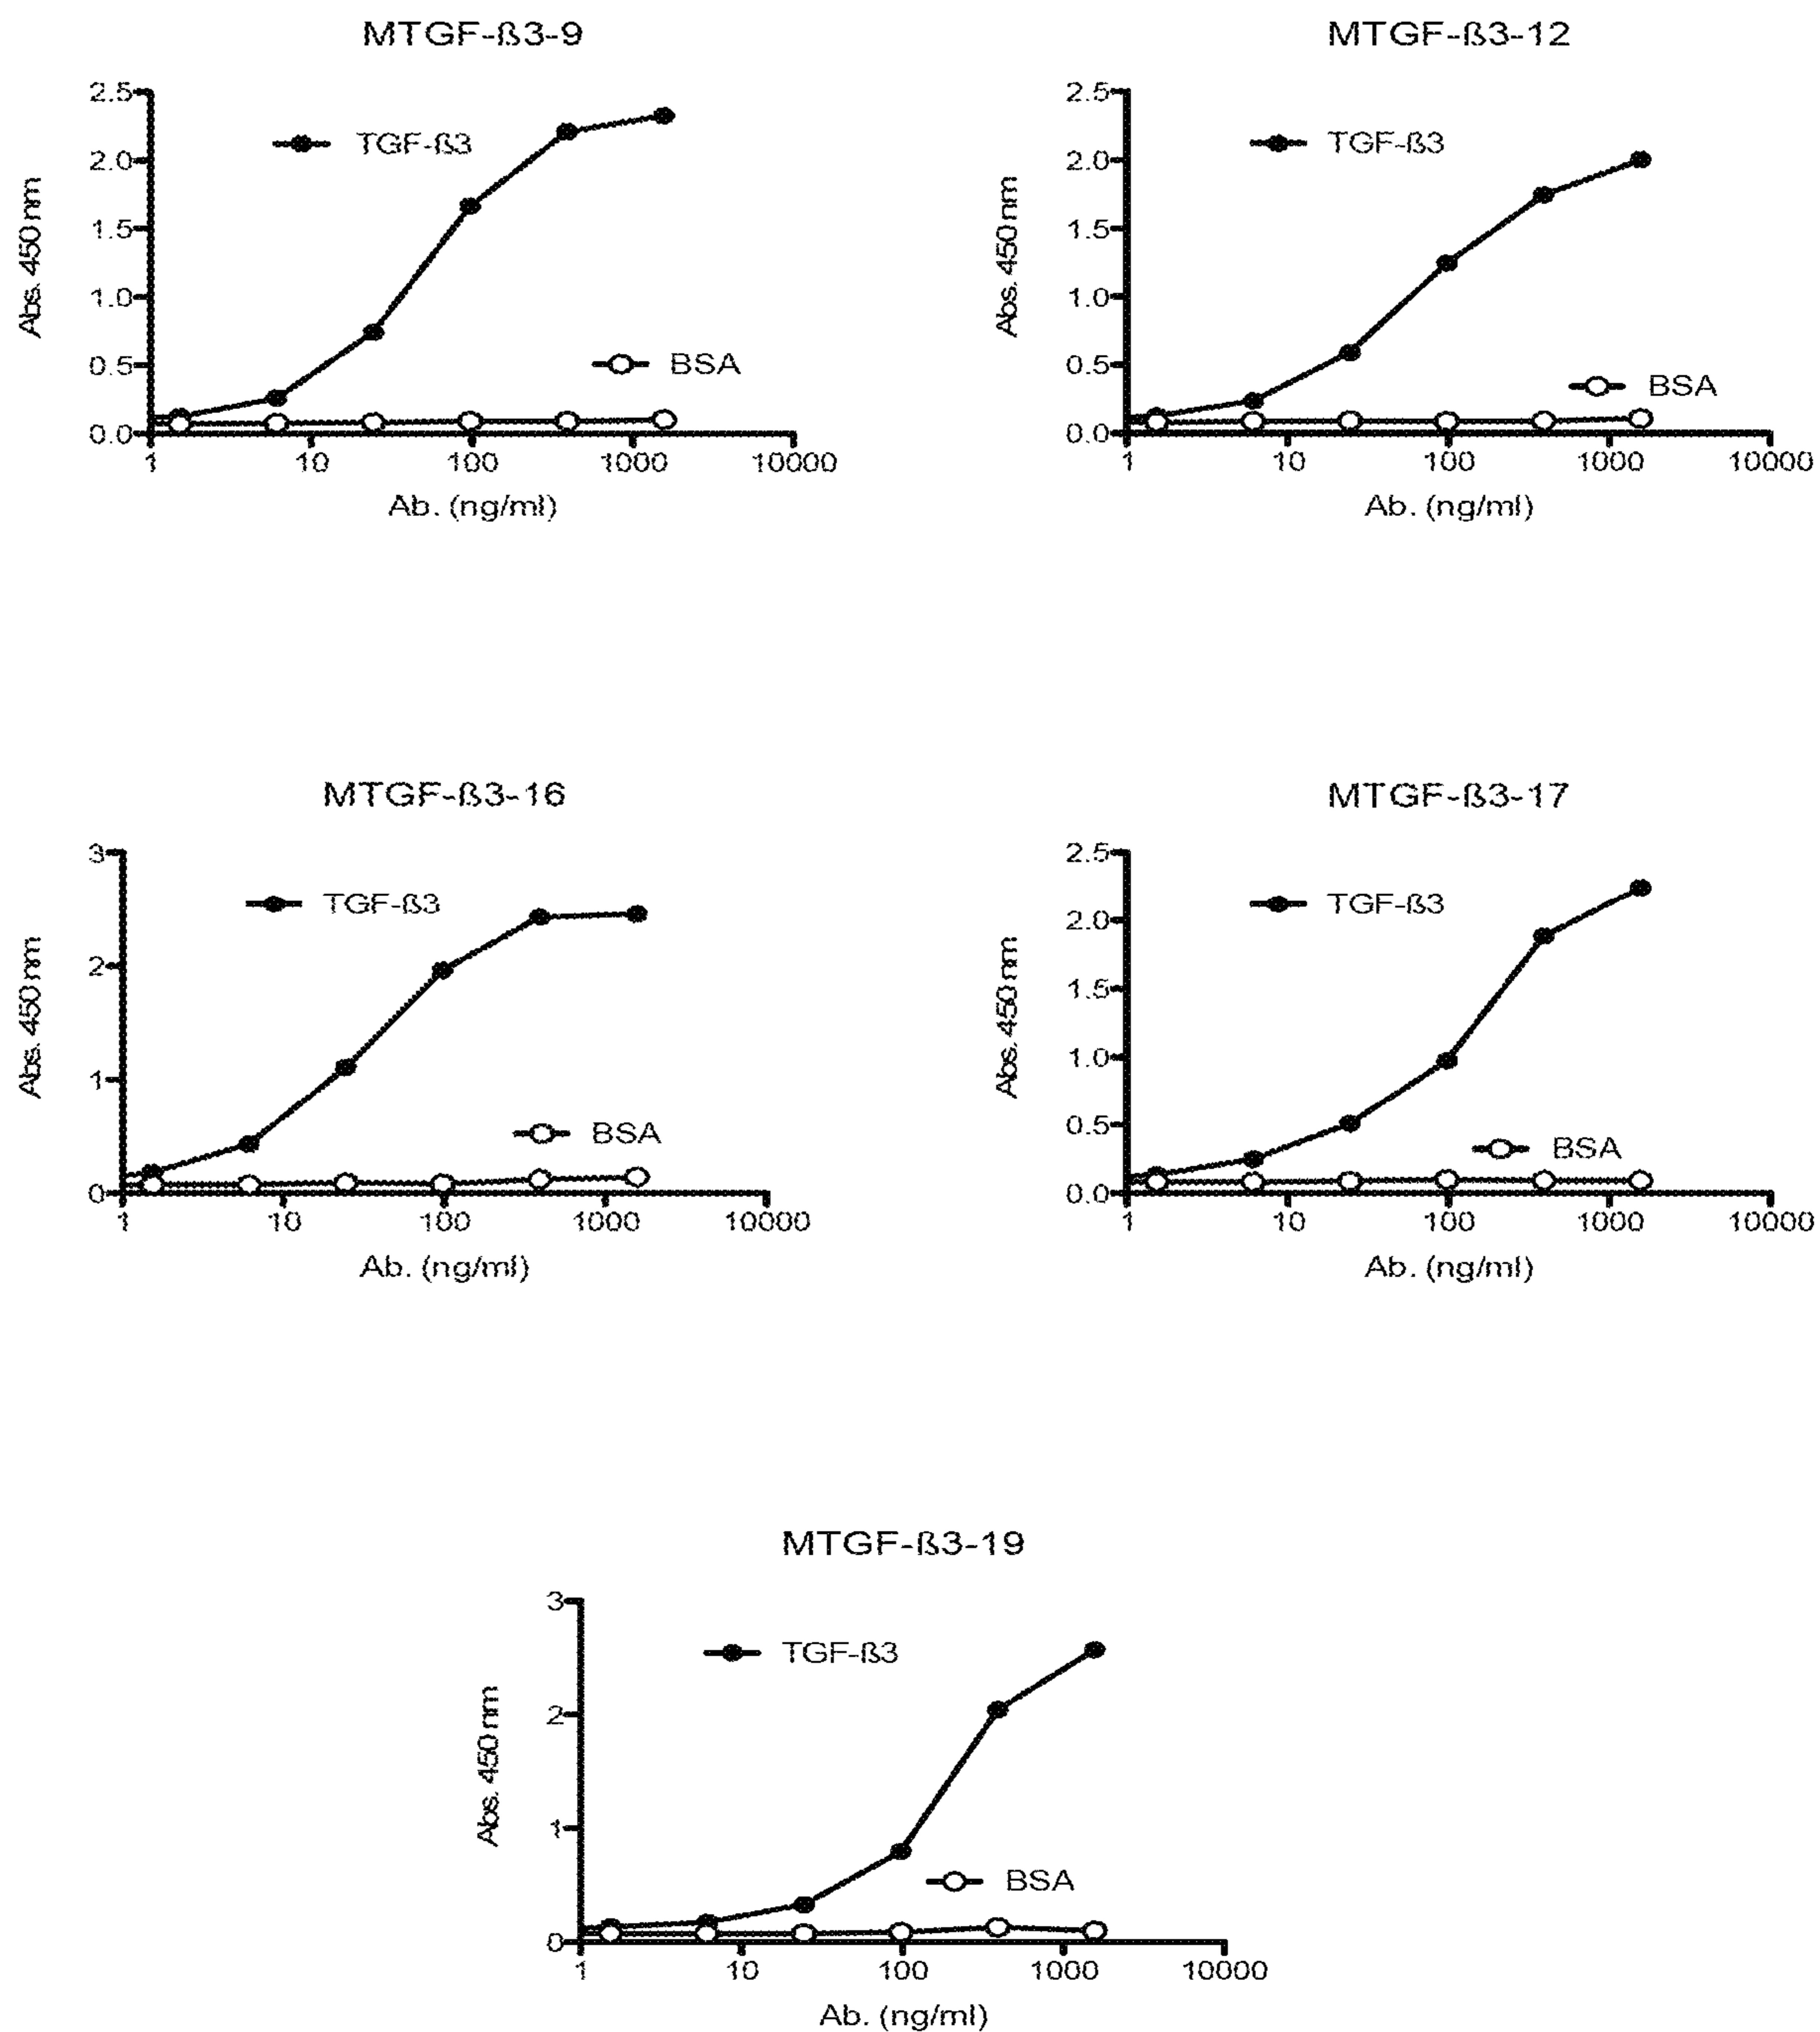 MTGF-ß3-9
2.5
2.0
1.5
1.0
0.5
0.0
Abs. 450 nm
TGF-ß3
BSA
1 10 100 1000 10000
Ab. (ng/ml)
MTGF-ß3-12
2.5
2.0
1.5
1.0
0.5
0.0
Abs. 450 nm
TGF-ß3
BSA
1 10 100 1000 10000
Ab. (ng/ml)
MTGF-ß3-16
3
2
1
0
Abs. 450 nm
TGF-ß3
BSA
1 10 100 1000 10000
Ab. (ng/ml)
MTGF-ß3-17
2.5
2.0
1.5
1.0
0.5
0.0
Abs. 450 nm
TGF-ß3
BSA
1 10 100 1000 10000
Ab. (ng/ml)
MTGF-ß3-19
3
2
1
0
Abs. 450 nm
TGF-ß3
BSA
1 10 100 1000 10000
Ab. (ng/ml)